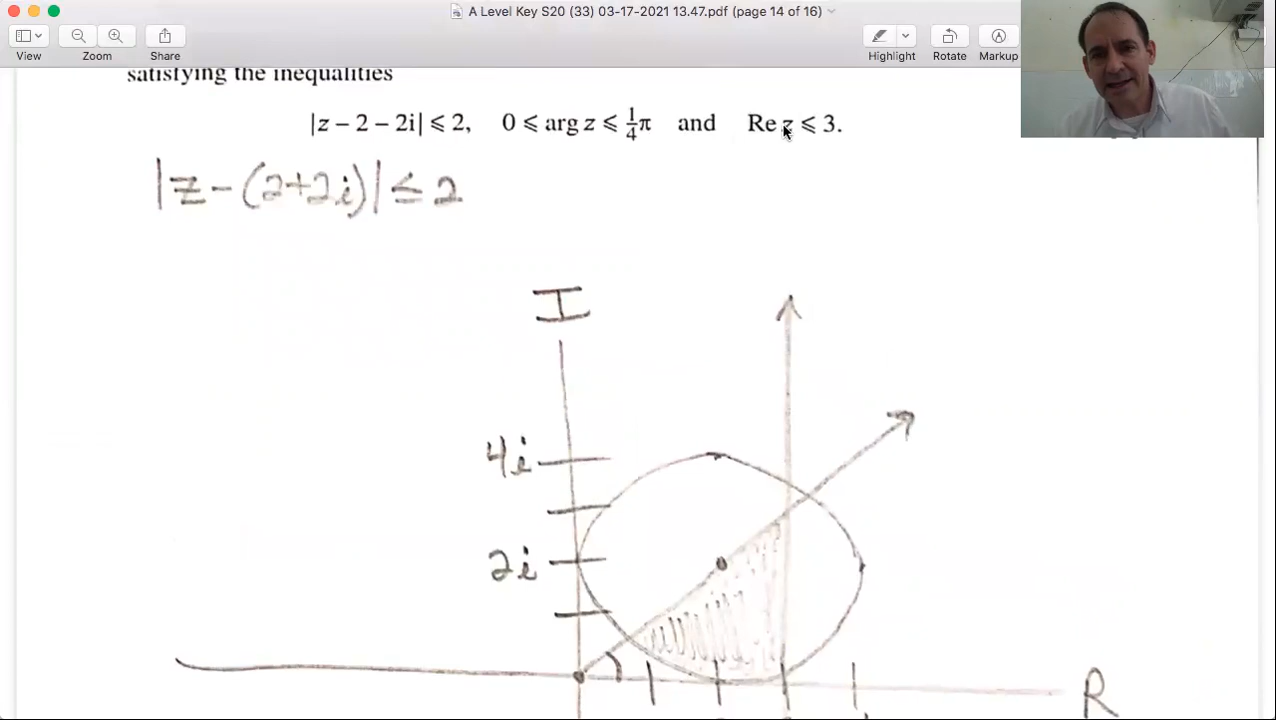 A Level Key S20 (33) 03-17-2021 13.47.pdf (page 14 of 16)
View Zoom Share Highlight Rotate Markup
satisfying the inequalities
|z − 2 − 2i| ⩽ 2, 0 ⩽ arg z ⩽ ¼π and Re z ⩽ 3.
|z − (2+2i)| ≤ 2
I
4i
2i
R